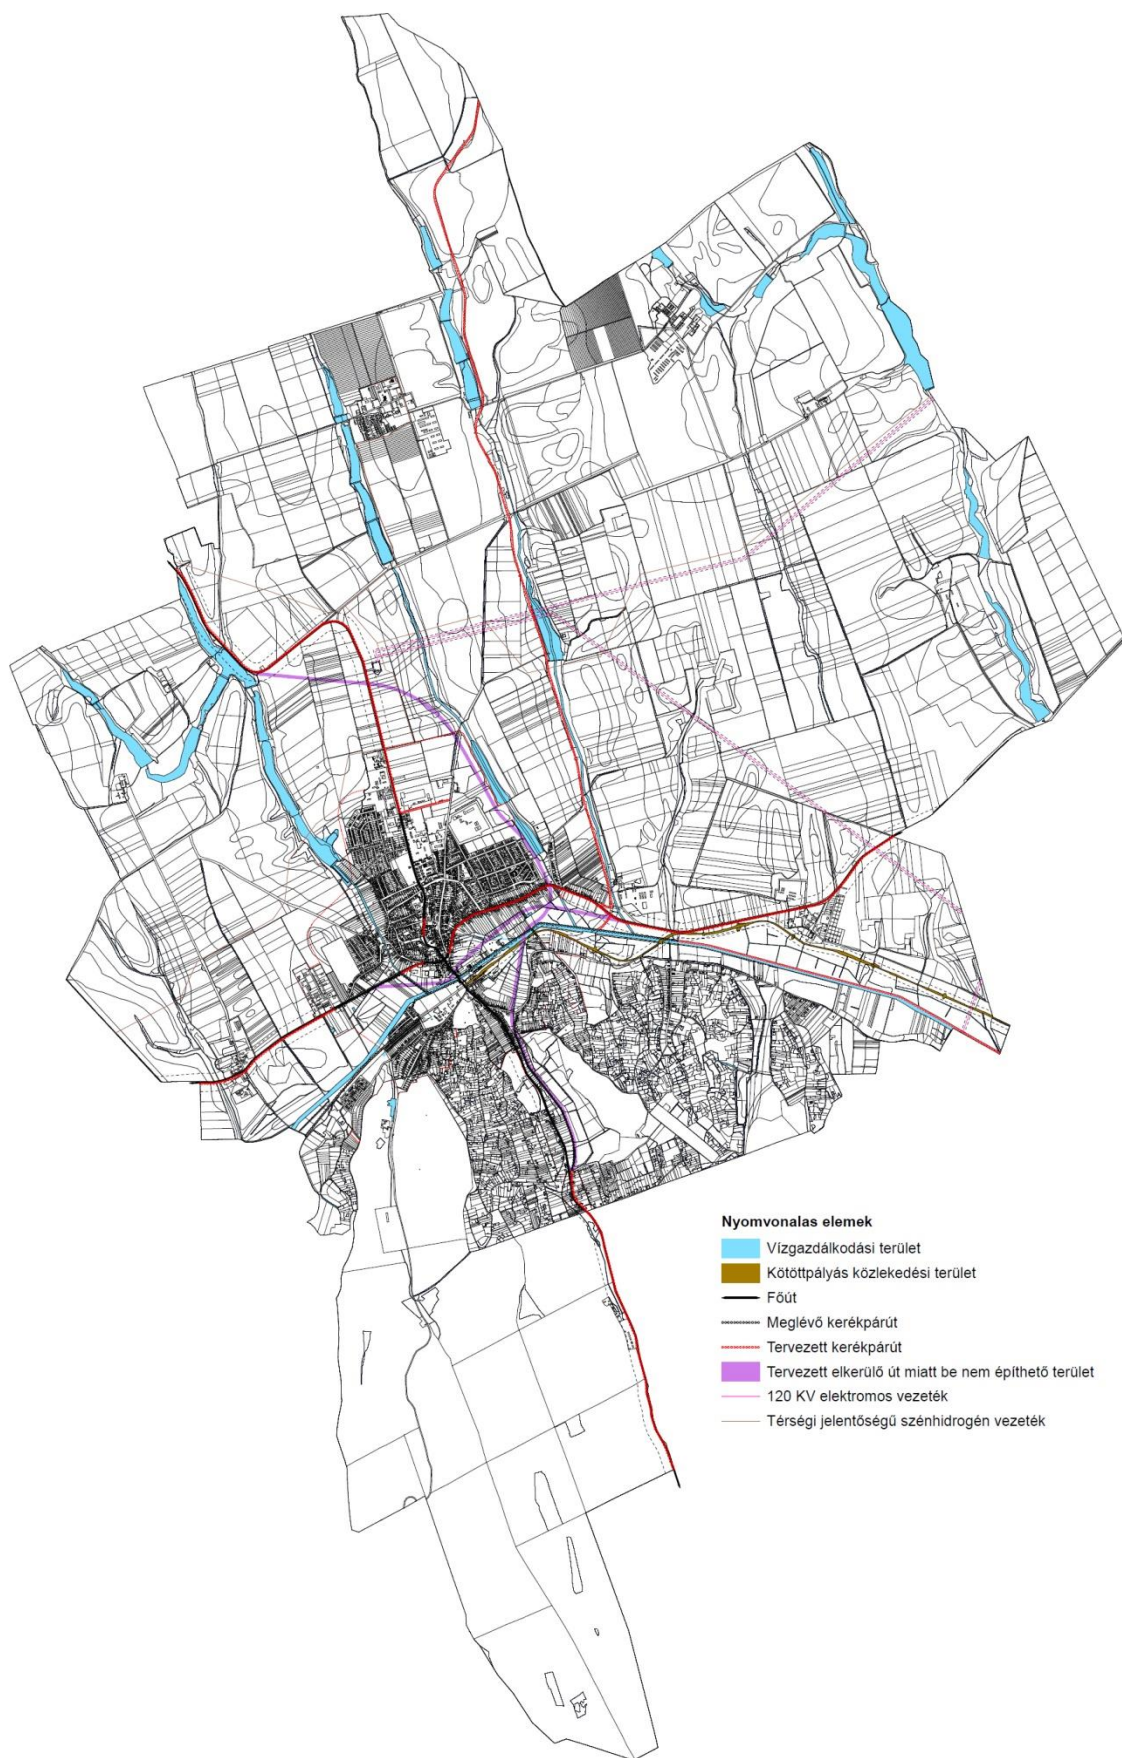 Nyomvonalas elemek
Vízgazdálkodási terület
Kötöttpályás közlekedési terület
Főút
Meglévő kerékpárút
Tervezett kerékpárút
Tervezett elkerülő út miatt be nem építhető terület
120 KV elektromos vezeték
Térségi jelentőségű szénhidrogén vezeték